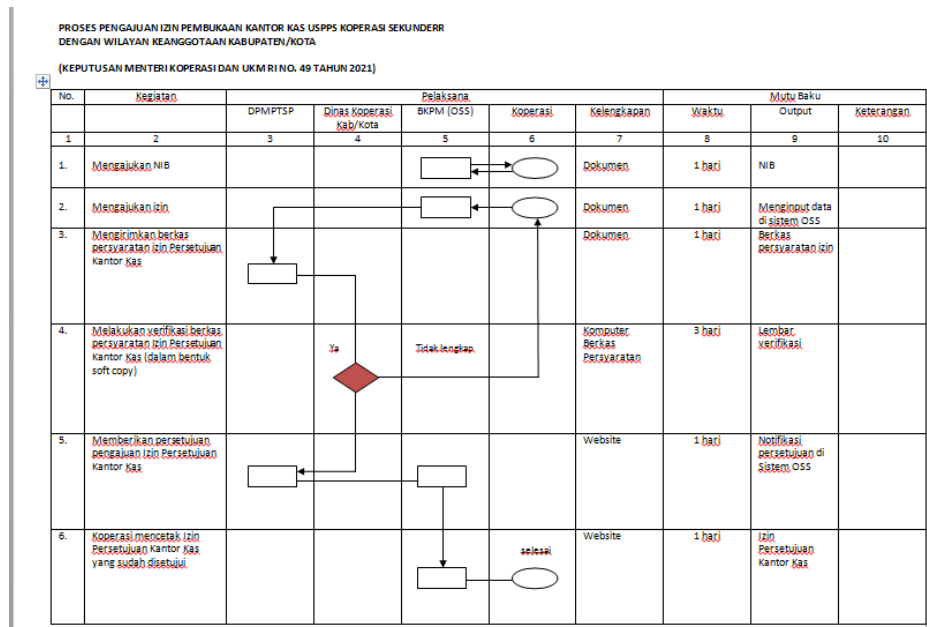 PROSES PENGAJUAN IZIN PEMBUKAAN KANTOR KAS USPPS KOPERASI SEKUNDERR
DENGAN WILAYAN KEANGGOTAAN KABUPATEN/KOTA
(KEPUTUSAN MENTERI KOPERASI DAN UKM RI NO. 49 TAHUN 2021)
No. Kegiatan Pelaksana Mutu Baku
DPMPTSP Dinas Koperasi BKPM (OSS) Koperasi Kelengkapan Waktu Output Keterangan
Kab/Kota
1 2 3 4 5 6 7 8 9 10
1. Mengajukan NIB Dokumen 1 hari NIB
2. Mengajukan izin Dokumen 1 hari Menginput data
di sistem OSS
3. Mengirimkan berkas Dokumen 1 hari Berkas
persyaratan izin Persetujuan persyaratan izin
Kantor Kas
4. Melakukan verifikasi berkas Komputer 3 hari Lembar
persyaratan Izin Persetujuan Ya Tidak lengkap Berkas verifikasi
Kantor Kas (dalam bentuk Persyaratan
soft copy)
5. Memberikan persetujuan Website 1 hari Notifikasi
pengajuan Izin Persetujuan persetujuan di
Kantor Kas Sistem OSS
6. Koperasi mencetak Izin Website 1 hari Izin
Persetujuan Kantor Kas selesai Persetujuan
yang sudah disetujui Kantor Kas